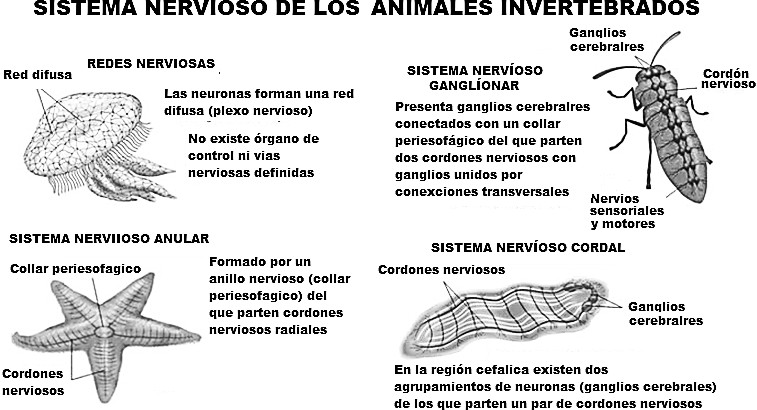 SISTEMA NERVIOSO DE LOS ANIMALES INVERTEBRADOS
REDES NERVIOSAS
Red difusa
Las neuronas forman una red
difusa (plexo nervioso)
No existe órgano de
control ni vias
nerviosas definidas
SISTEMA NERVÍOSO
GANGLÍONAR
Presenta ganglios cerebralres
conectados con un collar
periesofágico del que parten
dos cordones nerviosos con
ganglios unidos por
conexciones transversales
Ganglios
cerebralres
Cordón
nervioso
Nervios
sensoriales
y motores
SISTEMA NERVIIOSO ANULAR
Collar periesofagico
Formado por un
anillo nervioso (collar
periesofagico) del
que parten cordones
nerviosos radiales
Cordones
nerviosos
SISTEMA NERVÍOSO CORDAL
Cordones nerviosos
Ganglios
cerebralres
En la región cefalica existen dos
agrupamientos de neuronas (ganglios cerebrales)
de los que parten un par de cordones nerviosos